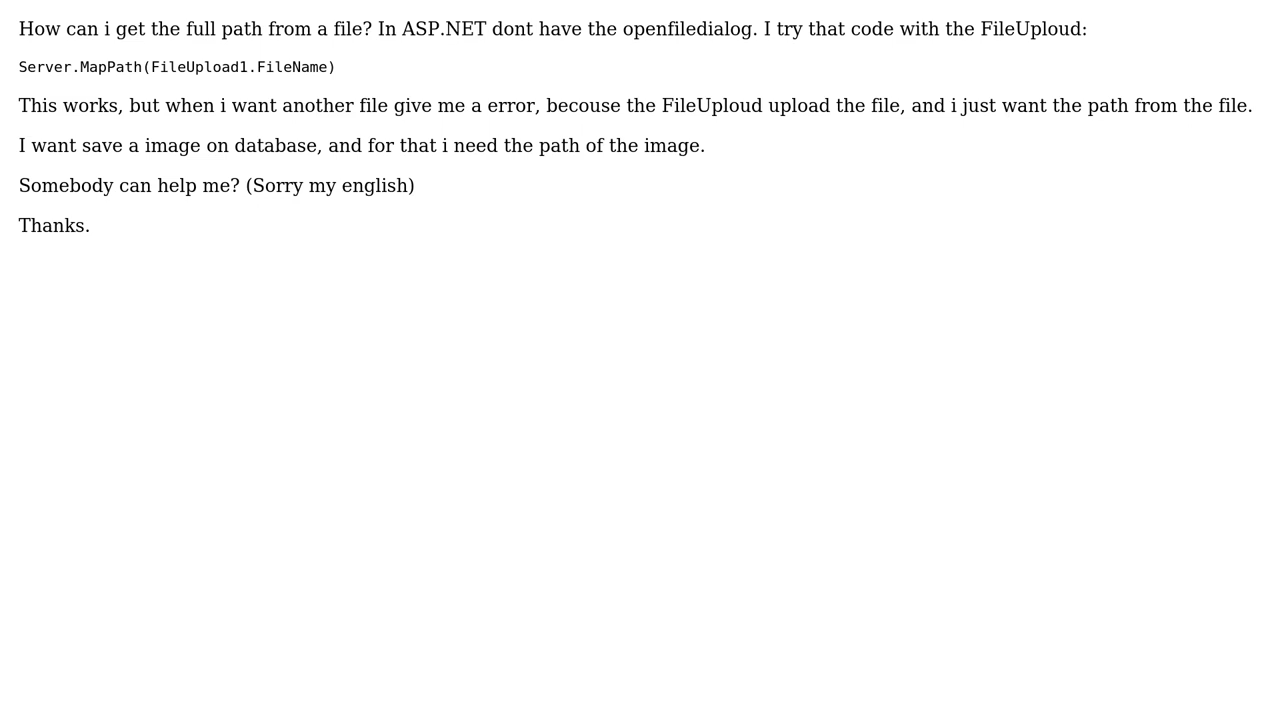 How can i get the full path from a file? In ASP.NET dont have the openfiledialog. I try that code with the FileUploud:
Server.MapPath(FileUpload1.FileName)
This works, but when i want another file give me a error, becouse the FileUploud upload the file, and i just want the path from the file.
I want save a image on database, and for that i need the path of the image.
Somebody can help me? (Sorry my english)
Thanks.